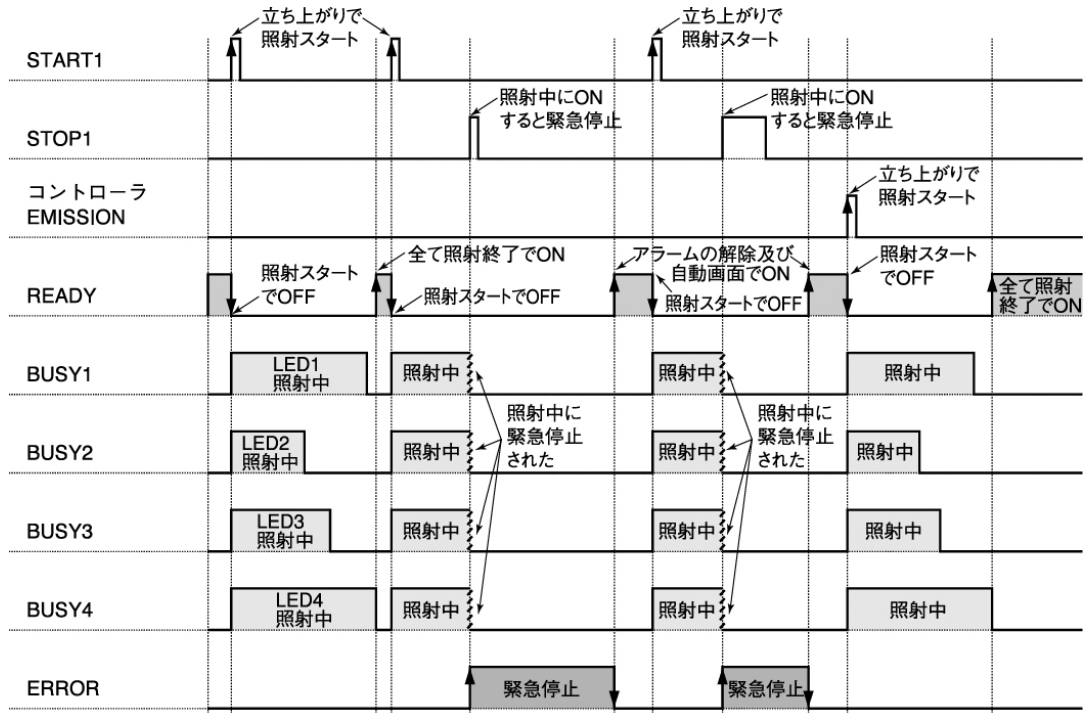 立ち上がりで
照射スタート
立ち上がりで
照射スタート
START1
照射中にON
すると緊急停止
照射中にON
すると緊急停止
STOP1
立ち上がりで
照射スタート
コントローラ
EMISSION
照射スタート
でOFF
全て照射終了でON
照射スタートでOFF
アラームの解除及び
自動画面でON
照射スタートでOFF
照射スタート
でOFF
READY
全て照射
終了でON
BUSY1
LED1
照射中
照射中
照射中
照射中
照射中に
緊急停止
された
照射中に
緊急停止
された
BUSY2
LED2
照射中
照射中
照射中
照射中
BUSY3
LED3
照射中
照射中
照射中
照射中
BUSY4
LED4
照射中
照射中
照射中
照射中
ERROR
緊急停止
緊急停止